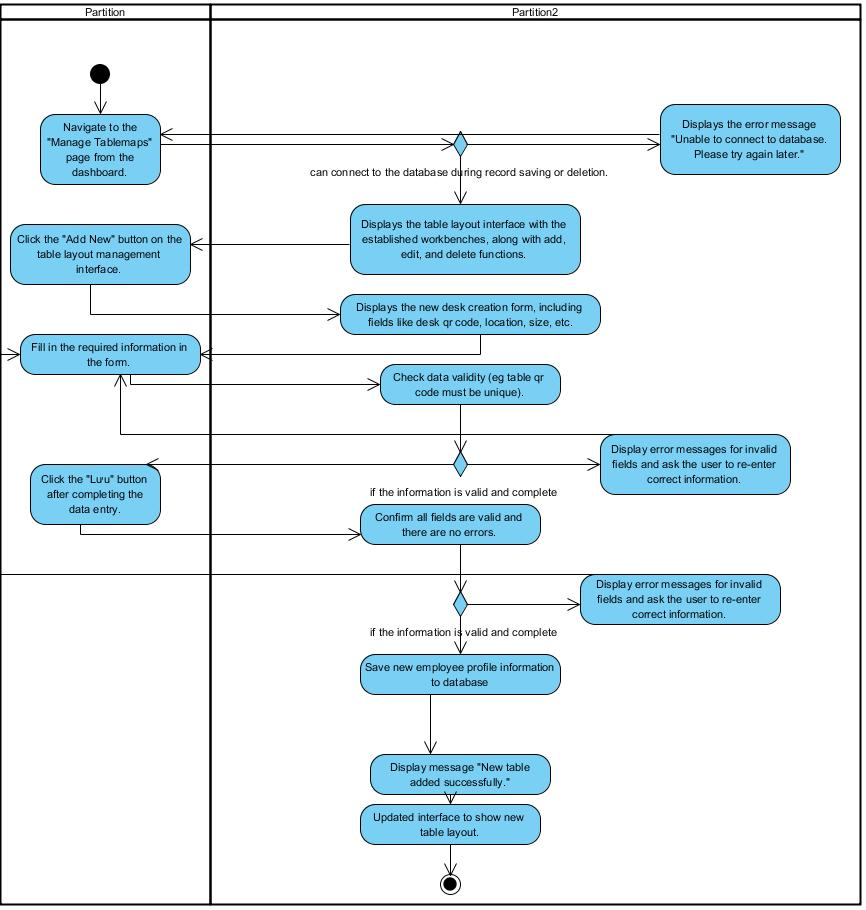 Partition
Partition2
Navigate to the
"Manage Tablemaps"
page from the
dashboard.
Displays the error message
"Unable to connect to database.
Please try again later."
can connect to the database during record saving or deletion.
Displays the table layout interface with the
established workbenches, along with add,
edit, and delete functions.
Click the "Add New" button on the
table layout management
interface.
Displays the new desk creation form, including
fields like desk qr code, location, size, etc.
Fill in the required information in
the form.
Check data validity (eg table qr
code must be unique).
Display error messages for invalid
fields and ask the user to re-enter
correct information.
Click the "Lưu" button
after completing the
data entry.
if the information is valid and complete
Confirm all fields are valid and
there are no errors.
Display error messages for invalid
fields and ask the user to re-enter
correct information.
if the information is valid and complete
Save new employee profile information
to database
Display message "New table
added successfully."
Updated interface to show new
table layout.